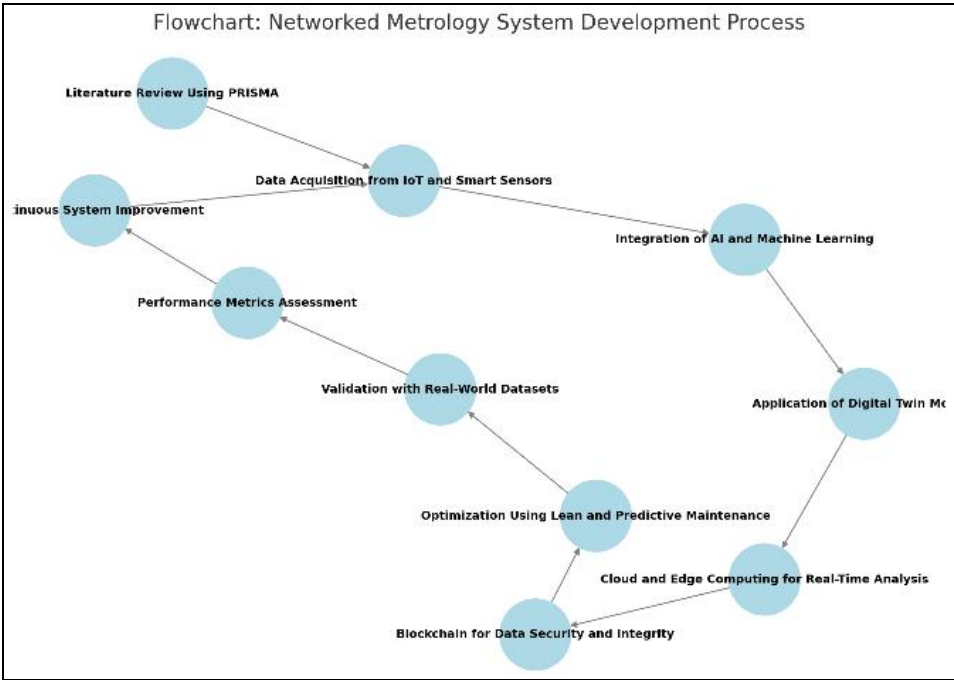 Flowchart: Networked Metrology System Development Process
Literature Review Using PRISMA
Data Acquisition from IoT and Smart Sensors
Integration of AI and Machine Learning
Application of Digital Twin
Cloud and Edge Computing for Real-Time Analysis
Blockchain for Data Security and Integrity
Optimization Using Lean and Predictive Maintenance
Validation with Real-World Datasets
Performance Metrics Assessment
System Improvement